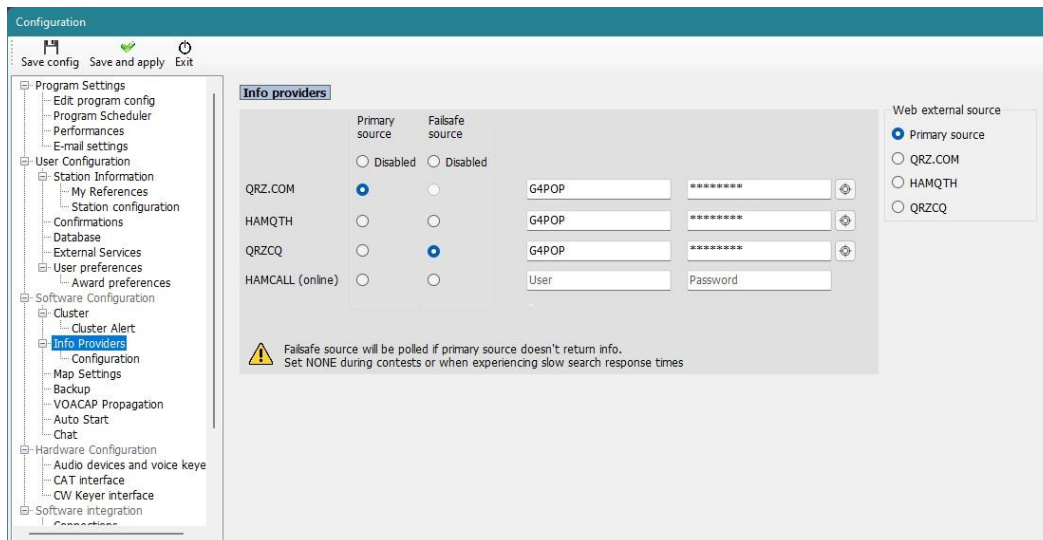 Configuration
Save config Save and apply Exit
Program Settings
Edit program config
Program Scheduler
Performances
E-mail settings
User Configuration
Station Information
My References
Station configuration
Confirmations
Database
External Services
User preferences
Award preferences
Software Configuration
Cluster
Cluster Alert
Info Providers
Configuration
Map Settings
Backup
VOACAP Propagation
Auto Start
Chat
Hardware Configuration
Audio devices and voice keye
CAT interface
CW Keyer interface
Software integration
Connections
Info providers
Primary source Failsafe source
Disabled Disabled
QRZ.COM G4POP ********
HAMQTH G4POP ********
QRZCQ G4POP ********
HAMCALL (online) User Password
Failsafe source will be polled if primary source doesn't return info.
Set NONE during contests or when experiencing slow search response times
Web external source
Primary source
QRZ.COM
HAMQTH
QRZCQ